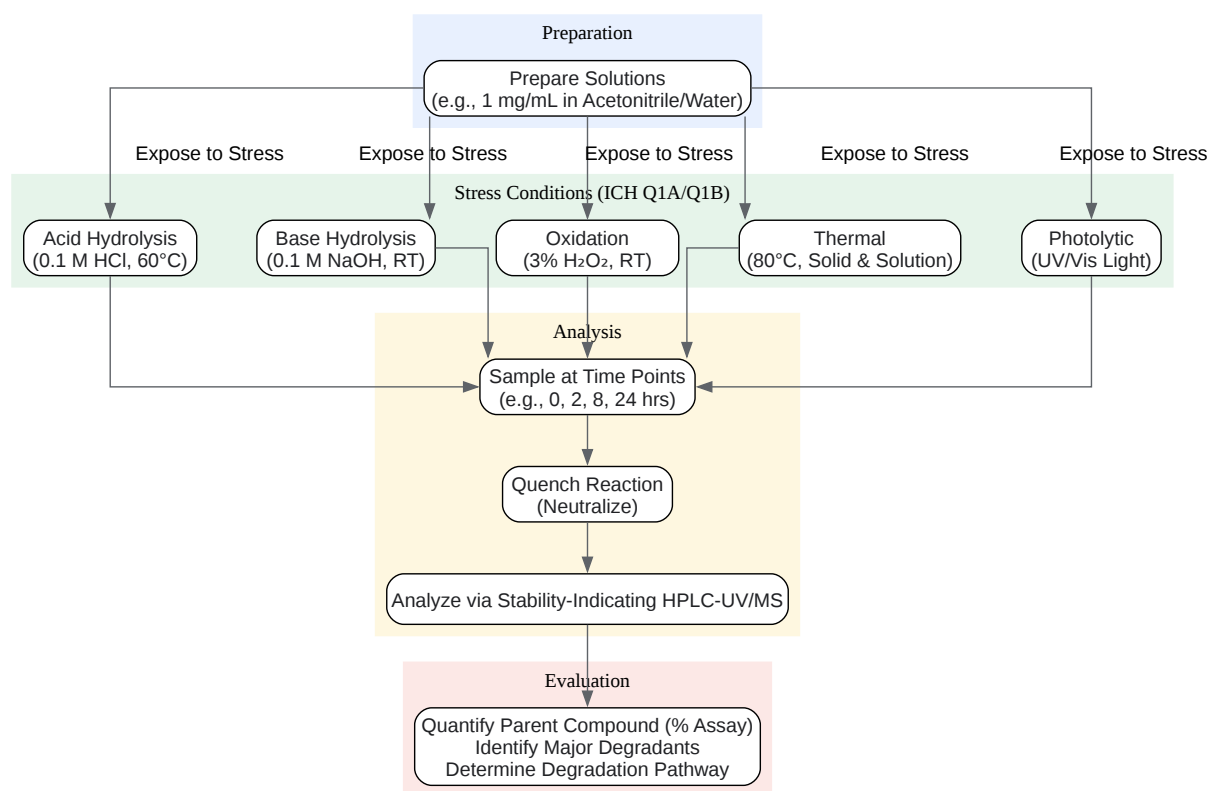 Preparation
Prepare Solutions
(e.g., 1 mg/mL in Acetonitrile/Water)
Expose to Stress
Expose to Stress
Expose to Stress
Expose to Stress
Expose to Stress
Stress Conditions (ICH Q1A/Q1B)
Acid Hydrolysis
(0.1 M HCl, 60°C)
Base Hydrolysis
(0.1 M NaOH, RT)
Oxidation
(3% H₂O₂, RT)
Thermal
(80°C, Solid & Solution)
Photolytic
(UV/Vis Light)
Analysis
Sample at Time Points
(e.g., 0, 2, 8, 24 hrs)
Quench Reaction
(Neutralize)
Analyze via Stability-Indicating HPLC-UV/MS
Evaluation
Quantify Parent Compound (% Assay)
Identify Major Degradants
Determine Degradation Pathway